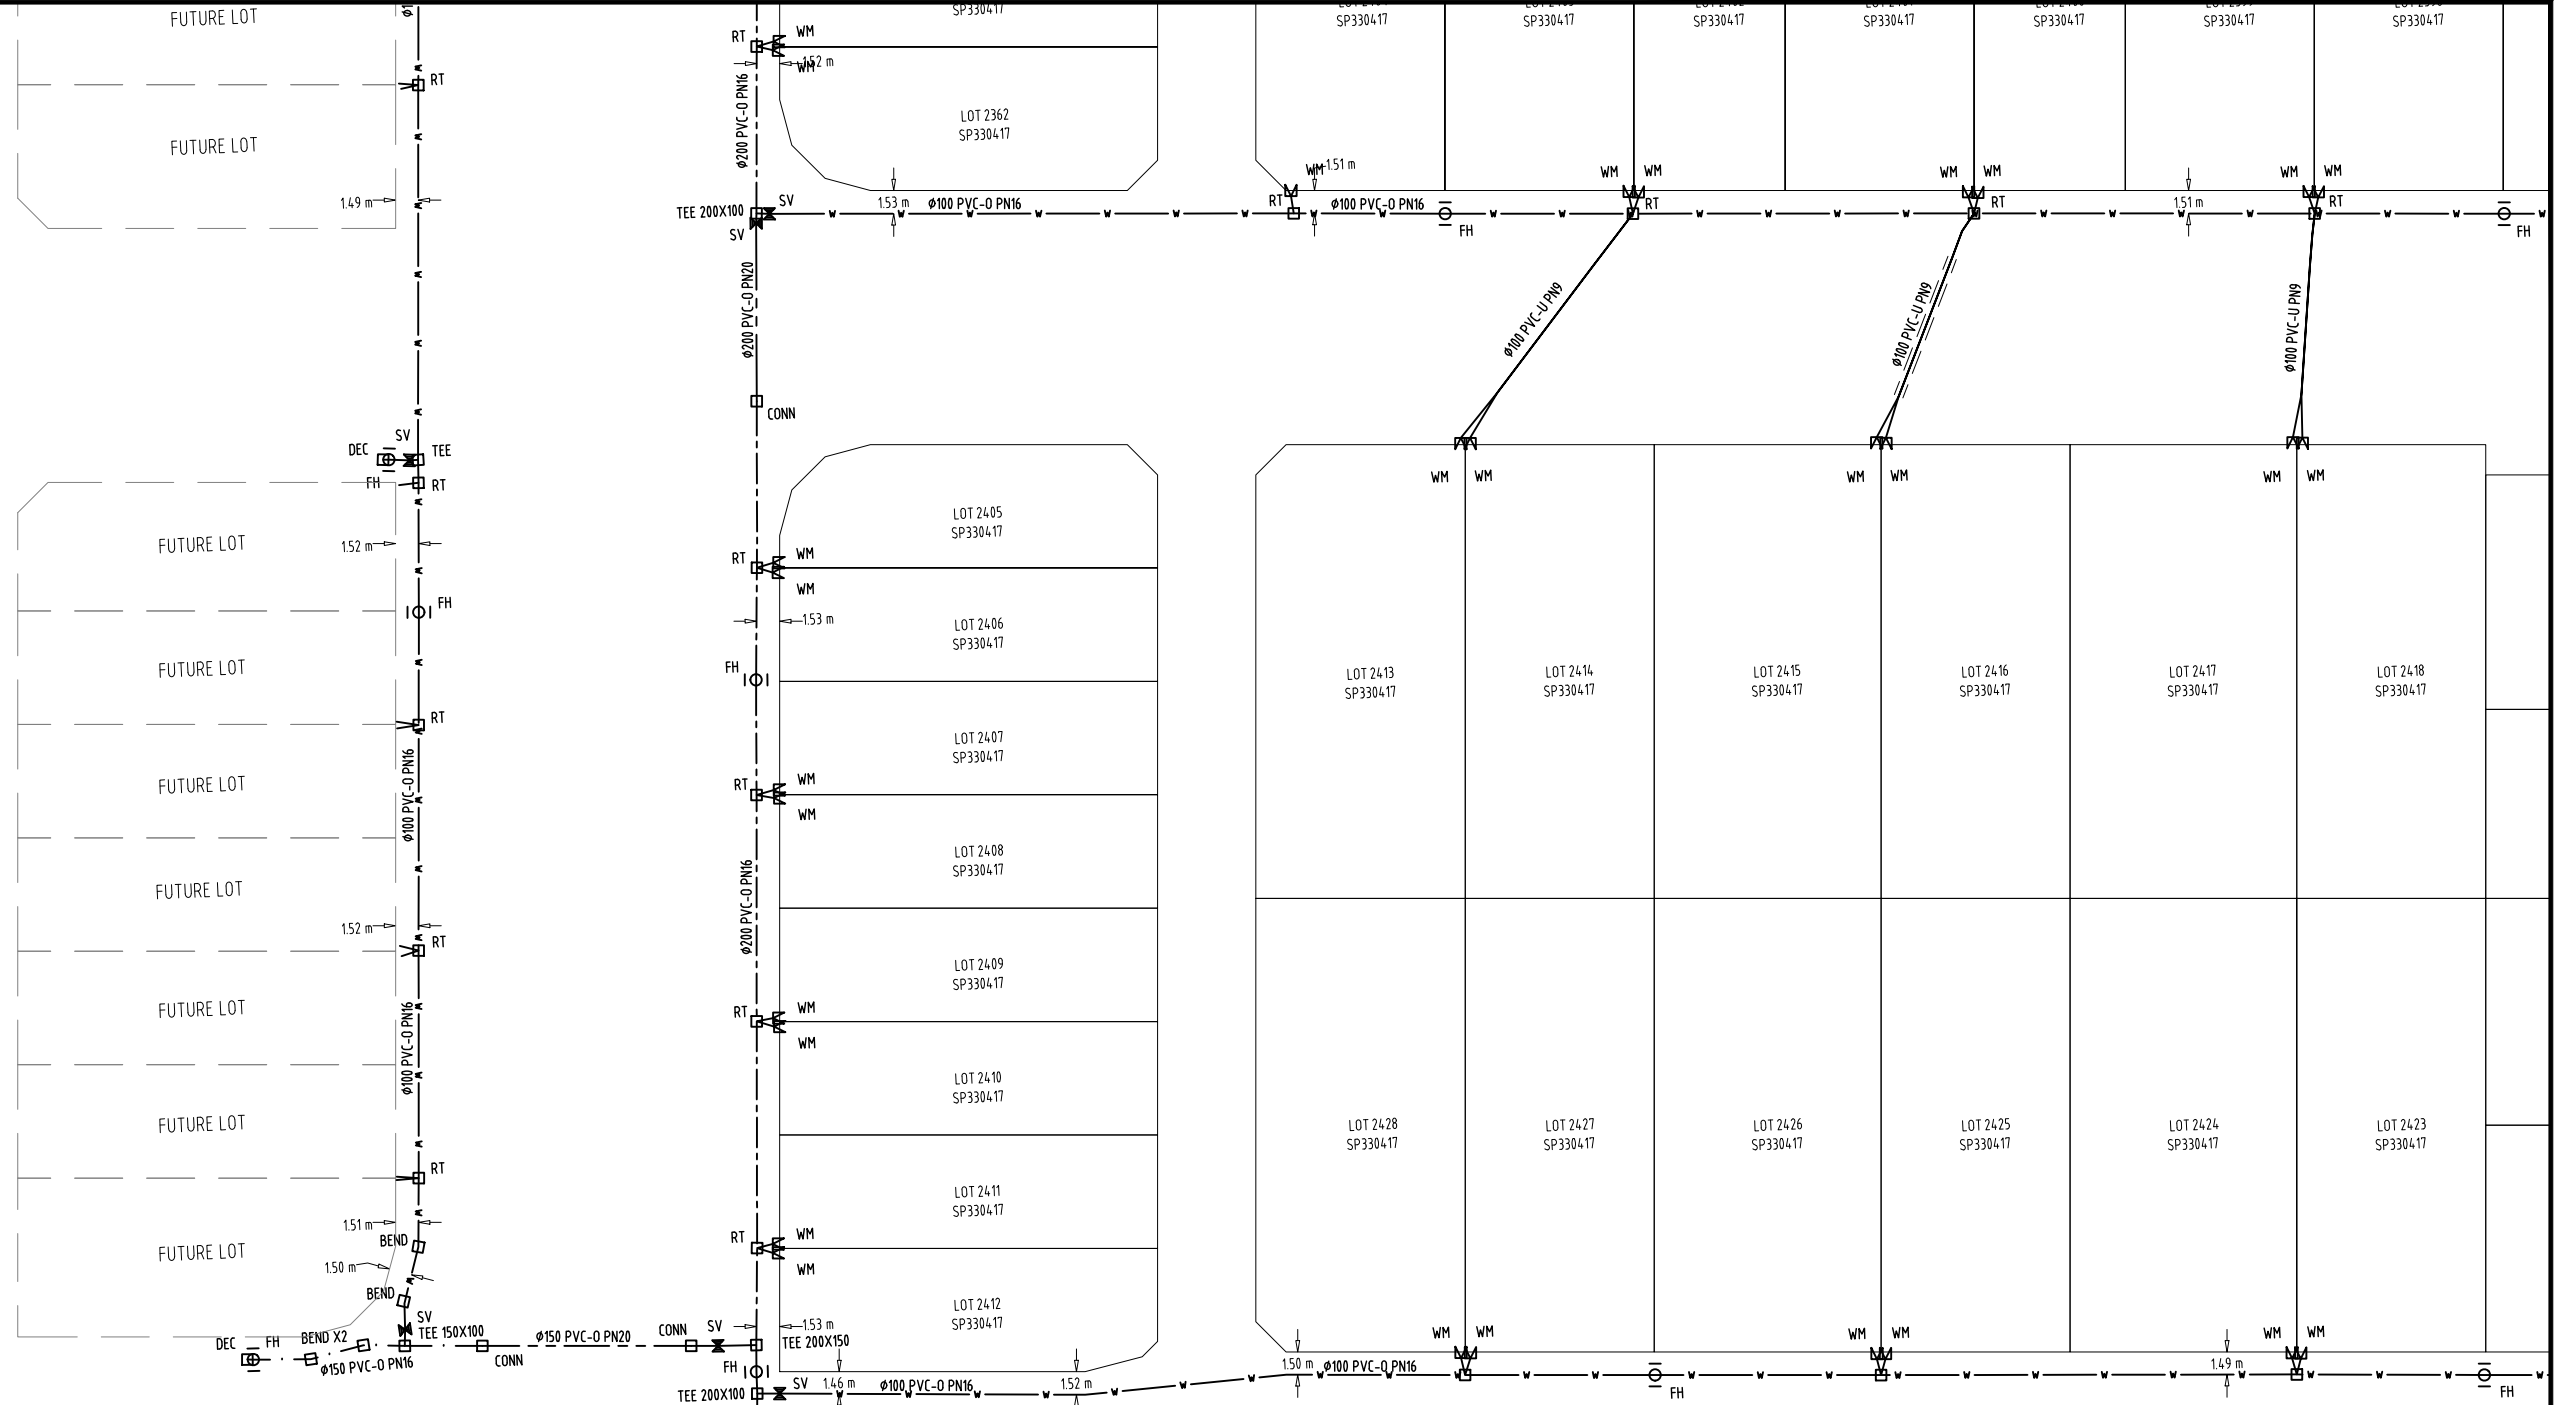 FUTURE LOT
SP330417
SP330417
SP330417
SP330417
SP330417
SP330417
SP330417
SP330417
RT
WM
1.52 m
WM
RT
Ø200 PVC-O PN16
LOT 2362
SP330417
FUTURE LOT
1.49 m
WM
1.51 m
WM
WM
WM
WM
WM
WM
TEE 200X100
SV
1.53 m
Ø100 PVC-O PN16
RT
Ø100 PVC-O PN16
RT
RT
1.51 m
RT
SV
FH
FH
Ø200 PVC-O PN20
Ø100 PVC-U PN9
Ø100 PVC-U PN9
Ø100 PVC-U PN9
CONN
DEC
SV
TEE
FH
RT
WM
WM
WM
WM
WM
WM
LOT 2405
SP330417
FUTURE LOT
1.52 m
RT
WM
WM
FH
1.53 m
LOT 2406
SP330417
FUTURE LOT
FH
LOT 2413
SP330417
LOT 2414
SP330417
LOT 2415
SP330417
LOT 2416
SP330417
LOT 2417
SP330417
LOT 2418
SP330417
RT
LOT 2407
SP330417
FUTURE LOT
Ø100 PVC-O PN16
RT
WM
WM
LOT 2408
SP330417
FUTURE LOT
Ø200 PVC-O PN16
1.52 m
RT
LOT 2409
SP330417
FUTURE LOT
Ø100 PVC-O PN16
RT
WM
WM
LOT 2410
SP330417
FUTURE LOT
LOT 2428
SP330417
LOT 2427
SP330417
LOT 2426
SP330417
LOT 2425
SP330417
LOT 2424
SP330417
LOT 2423
SP330417
RT
LOT 2411
SP330417
1.51 m
BEND
FUTURE LOT
RT
WM
WM
1.50 m
BEND
LOT 2412
SP330417
SV
1.53 m
DEC
FH
BEND X2
TEE 150X100
Ø150 PVC-O PN20
CONN
SV
TEE 200X150
WM
WM
WM
WM
WM
WM
Ø150 PVC-O PN16
CONN
FH
TEE 200X100
SV
1.46 m
Ø100 PVC-O PN16
1.52 m
1.50 m
Ø100 PVC-O PN16
FH
1.49 m
FH